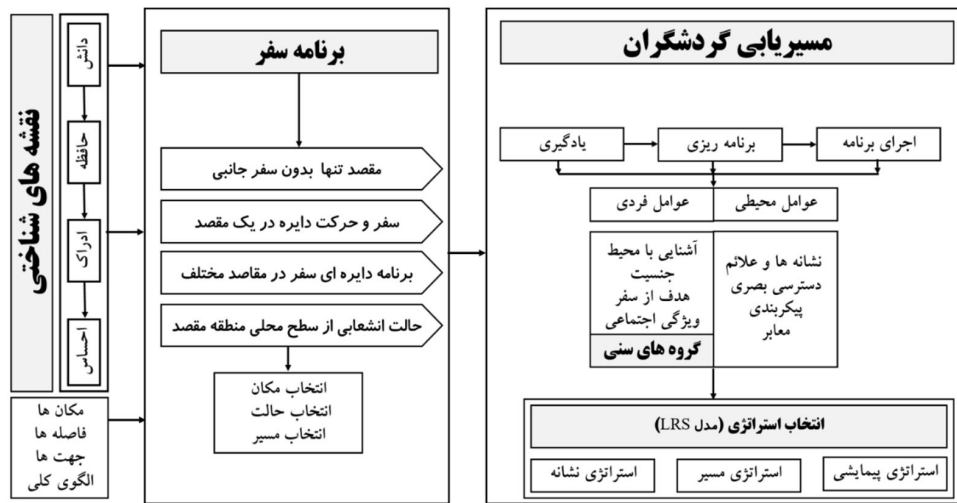 نقشه های شناختی
دانش
حافظه
ادراک
احساس
مکان ها
فاصله ها
جهت ها
الگوی کلی
برنامه سفر
مقصد تنها بدون سفر جانبی
سفر و حرکت دایره در یک مقصد
برنامه دایره ای سفر در مقاصد مختلف
حالت انشعابی از سطح محلی منطقه مقصد
انتخاب مکان
انتخاب حالت
انتخاب مسیر
مسیریابی گردشگران
یادگیری
برنامه ریزی
اجرای برنامه
عوامل فردی
عوامل محیطی
آشنایی با محیط
جنسیت
هدف از سفر
ویژگی اجتماعی
گروه های سنی
نشانه ها و علائم
دسترسی بصری
پیکربندی
معابر
انتخاب استراتژی (مدل LRS)
استراتژی نشانه
استراتژی مسیر
استراتژی پیمایشی